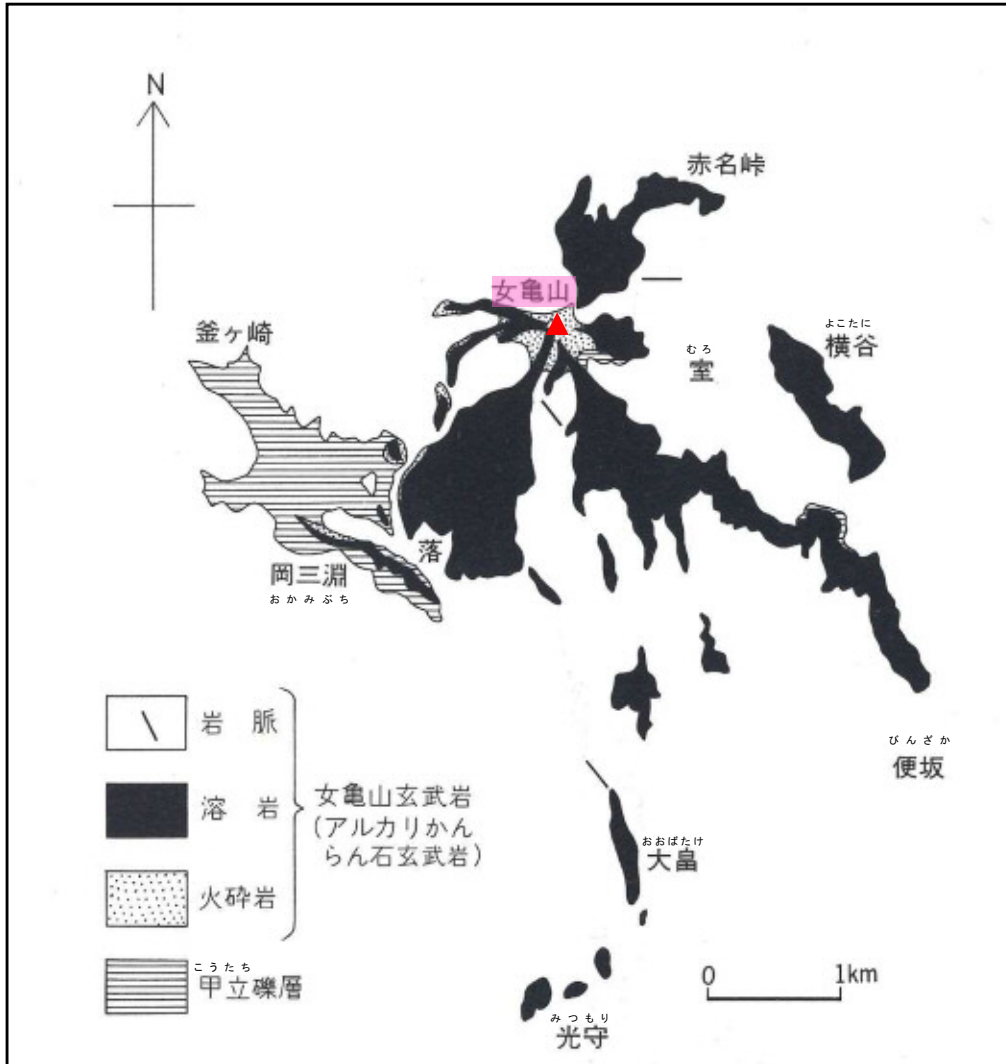 N
赤名峠
女亀山
釜ヶ崎
よこたに
横谷
むろ
室
落
岡三淵
おかみぶち
岩脈
溶岩
火砕岩
女亀山玄武岩
(アルカリかん
らん石玄武岩)
こうたち
甲立礫層
びんざか
便坂
おおばたけ
大畠
0 1km
みつもり
光守